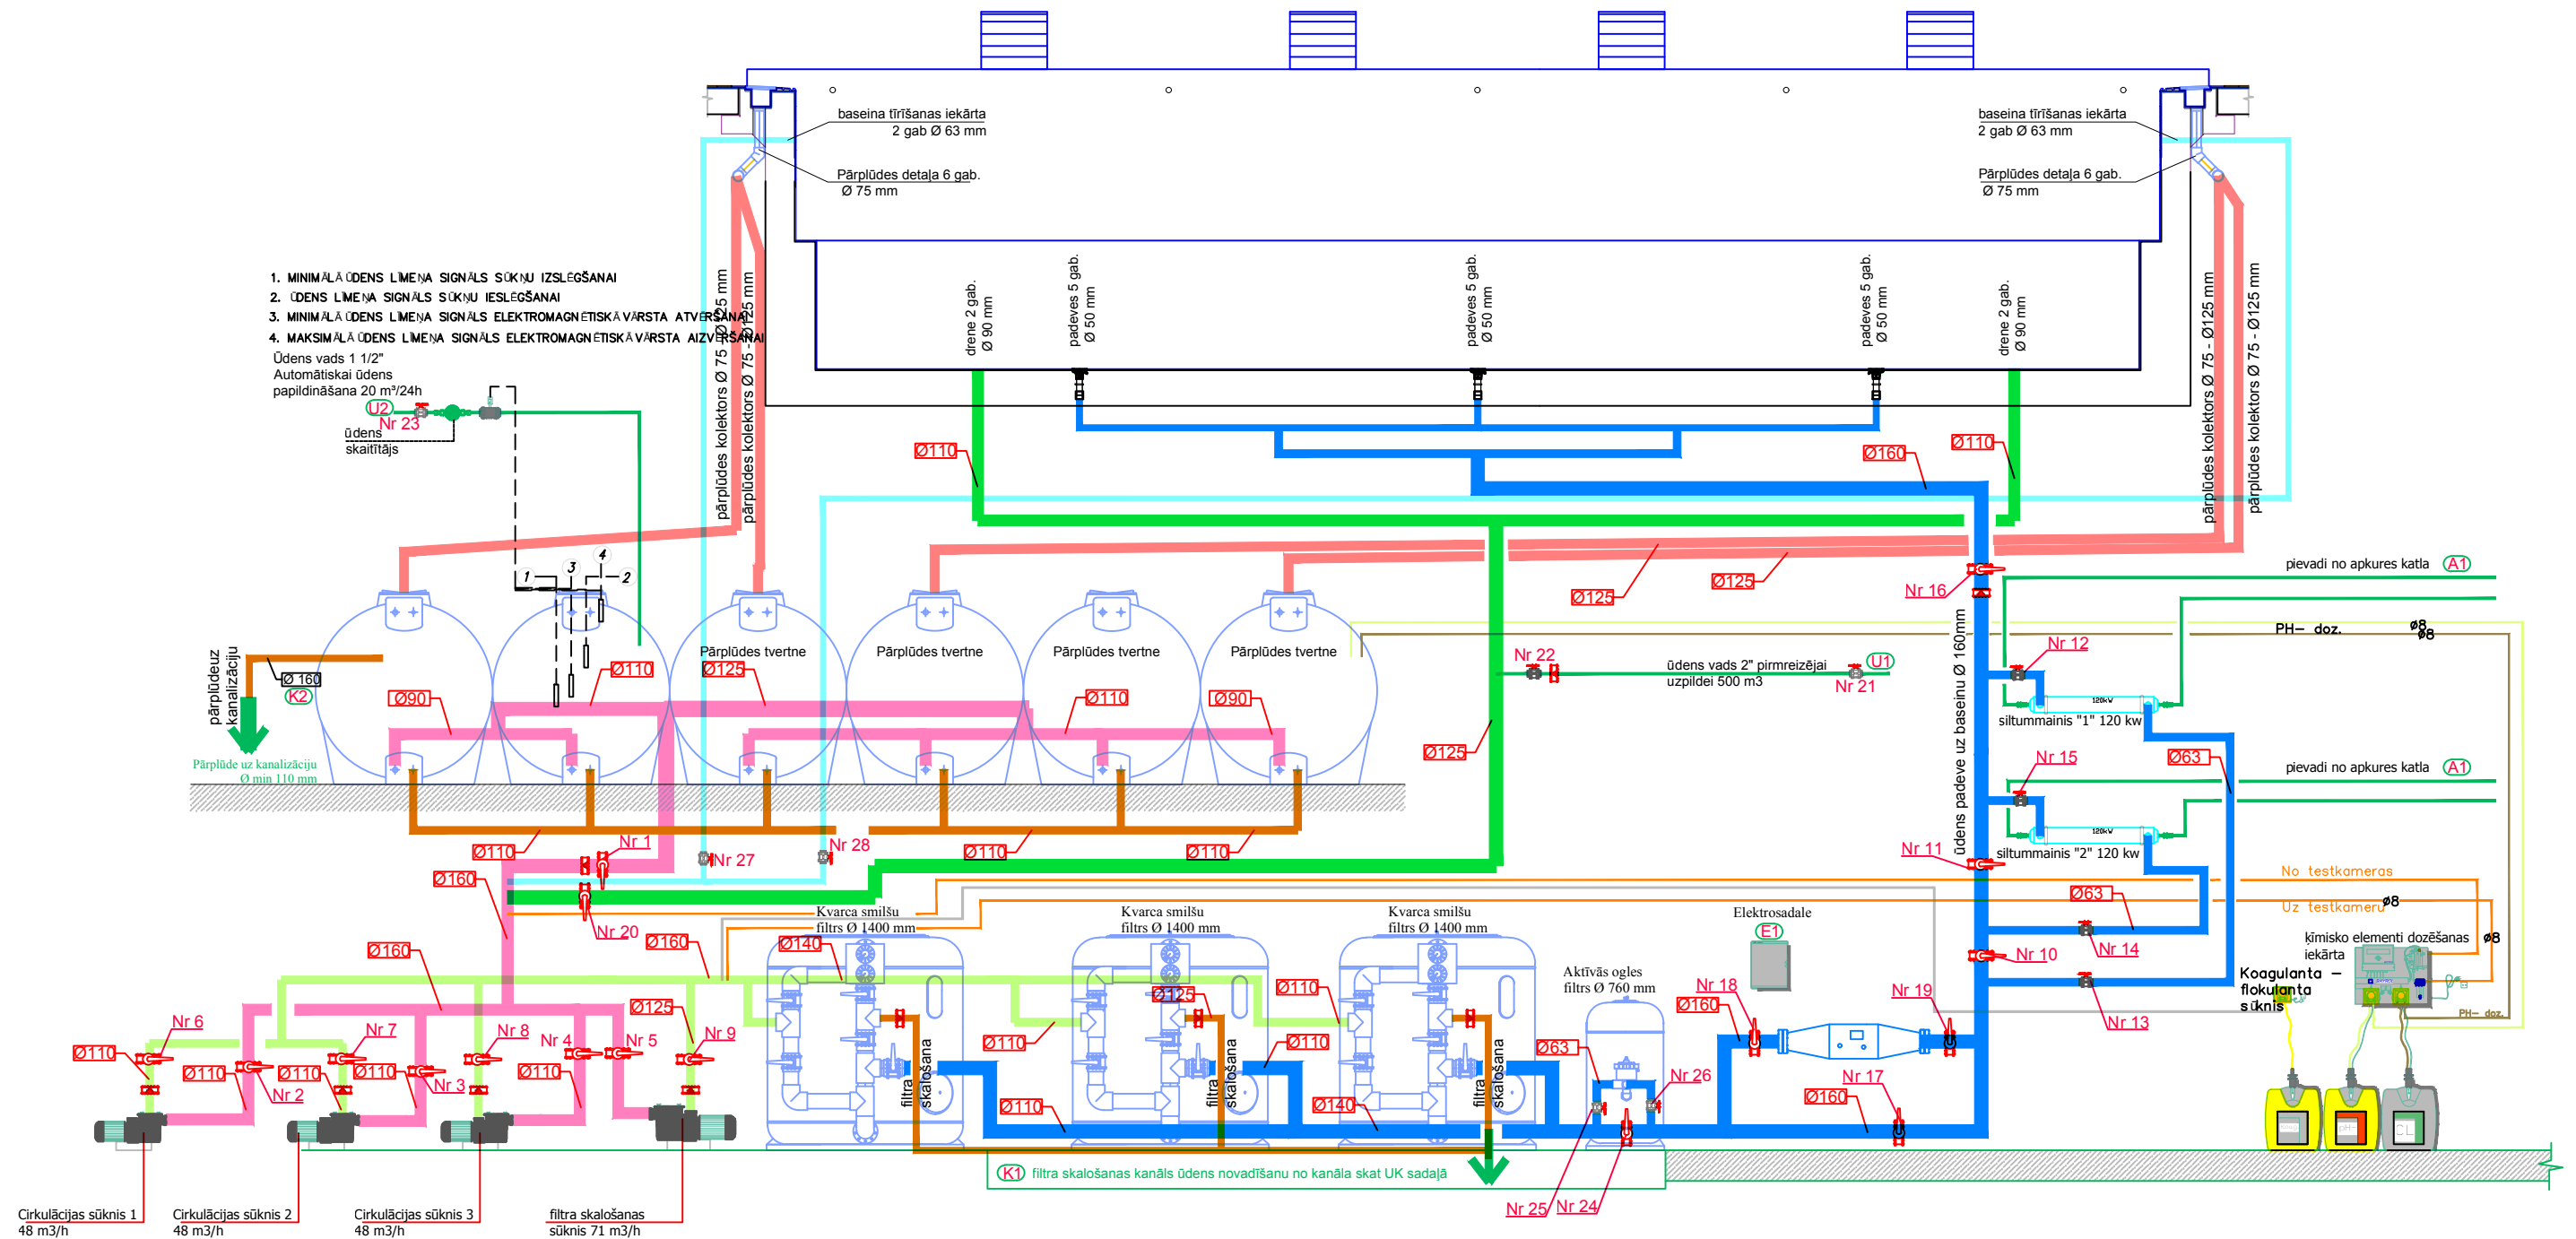 baseina tīrīšanas iekārta
2 gab Ø 63 mm
Pārplūdes detaļa 6 gab.
Ø 75 mm
baseina tīrīšanas iekārta
2 gab Ø 63 mm
Pārplūdes detaļa 6 gab.
Ø 75 mm
1. MINIMĀLĀ ŪDENS LĪMEŅA SIGNĀLS SŪKŅU IZSLĒGŠANAI
2. ŪDENS LĪMEŅA SIGNĀLS SŪKŅU IESLĒGŠANAI
3. MINIMĀLĀ ŪDENS LĪMEŅA SIGNĀLS ELEKTROMAGNĒTISKĀ VĀRSTA ATVĒRŠANAI
4. MAKSIMĀLĀ ŪDENS LĪMEŅA SIGNĀLS ELEKTROMAGNĒTISKĀ VĀRSTA AIZVĒRŠANAI
Ūdens vads 1 1/2"
Automātiskai ūdens
papildināšana 20 m³/24h
U2
Nr 23
ūdens
skaitītājs
pārplūdes kolektors Ø 75 - Ø125 mm
pārplūdes kolektors Ø 75 - Ø125 mm
drene 2 gab.
Ø 90 mm
padeves 5 gab.
Ø 50 mm
padeves 5 gab.
Ø 50 mm
padeves 5 gab.
Ø 50 mm
drene 2 gab.
Ø 90 mm
pārplūdes kolektors Ø 75 - Ø125 mm
pārplūdes kolektors Ø 75 - Ø125 mm
Ø110
Ø160
Ø110
1
3
4
2
Ø125
Ø125
Nr 16
pievadi no apkures katla A1
PH- doz.
ø8
ø8
pārplūdeuz
kanalizāciju
Ø 160
K2
Pārplūde uz kanalizāciju
Ø min 110 mm
Pārplūdes tvertne
Pārplūdes tvertne
Pārplūdes tvertne
Pārplūdes tvertne
Ø90
Ø110
Ø125
Ø110
Ø90
Nr 22
ūdens vads 2" pirmreizējai
uzpildei 500 m3
U1
Nr 21
Ø125
ūdens padeve uz baseinu Ø 160mm
Nr 12
120kW
siltummainis "1" 120 kw
Nr 15
Ø63
pievadi no apkures katla A1
120kW
siltummainis "2" 120 kw
Nr 11
Ø110
Nr 1
Nr 27
Nr 28
Ø110
Ø110
Ø160
Nr 20
No testkameras
Uz testkameru
ø8
Ø63
Nr 14
Nr 10
Nr 13
ķīmisko elementi dozēšanas
iekārta
ø8
Koagulanta -
flokulanta
sūknis
PH- doz.
Kvarca smilšu
filtrs Ø 1400 mm
Kvarca smilšu
filtrs Ø 1400 mm
Kvarca smilšu
filtrs Ø 1400 mm
Elektrosadale
E1
Aktīvās ogles
filtrs Ø 760 mm
Ø160
Ø160
Ø140
Ø125
Ø125
Ø110
Ø110
Ø110
Nr 6
Nr 7
Nr 8
Nr 4
Nr 5
Nr 9
Ø110
Ø110
Nr 2
Ø110
Ø110
Nr 3
Ø110
filtra
skalošana
filtra
skalošana
filtra
skalošana
Ø110
Ø140
Ø63
Nr 26
Nr 18
Ø160
Nr 19
Nr 17
Ø160
pH-
CL
K1 filtra skalošanas kanāls ūdens novadīšanu no kanāla skat UK sadaļā
Nr 25
Nr 24
Cirkulācijas sūknis 1
48 m3/h
Cirkulācijas sūknis 2
48 m3/h
Cirkulācijas sūknis 3
48 m3/h
filtra skalošanas
sūknis 71 m3/h